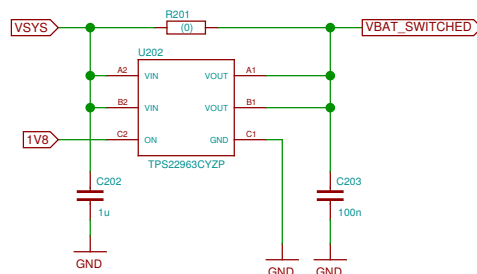 R201
VSYS (0) VBAT_SWITCHED
U202
A2 VIN VOUT A1
B2 VIN VOUT B1
1V8 C2 ON GND C1
TPS22963CYZP
C202 C203
1u 100n
GND GND GND